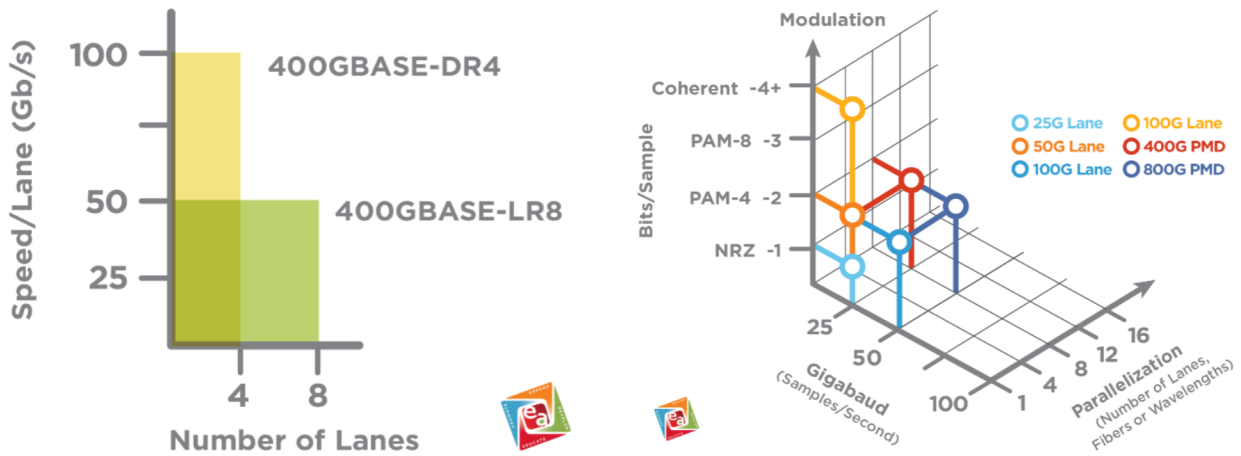 Speed/Lane (Gb/s)
100
50
25
400GBASE-DR4
400GBASE-LR8
4
8
Number of Lanes
ea
EDUCATE
Modulation
Bits/Sample
Coherent -4+
PAM-8 -3
PAM-4 -2
NRZ -1
25G Lane
100G Lane
50G Lane
400G PMD
100G Lane
800G PMD
25
50
100
Gigabaud
(Samples/Second)
1
4
8
12
16
Parallelization
(Number of Lanes,
Fibers or Wavelengths)
ea